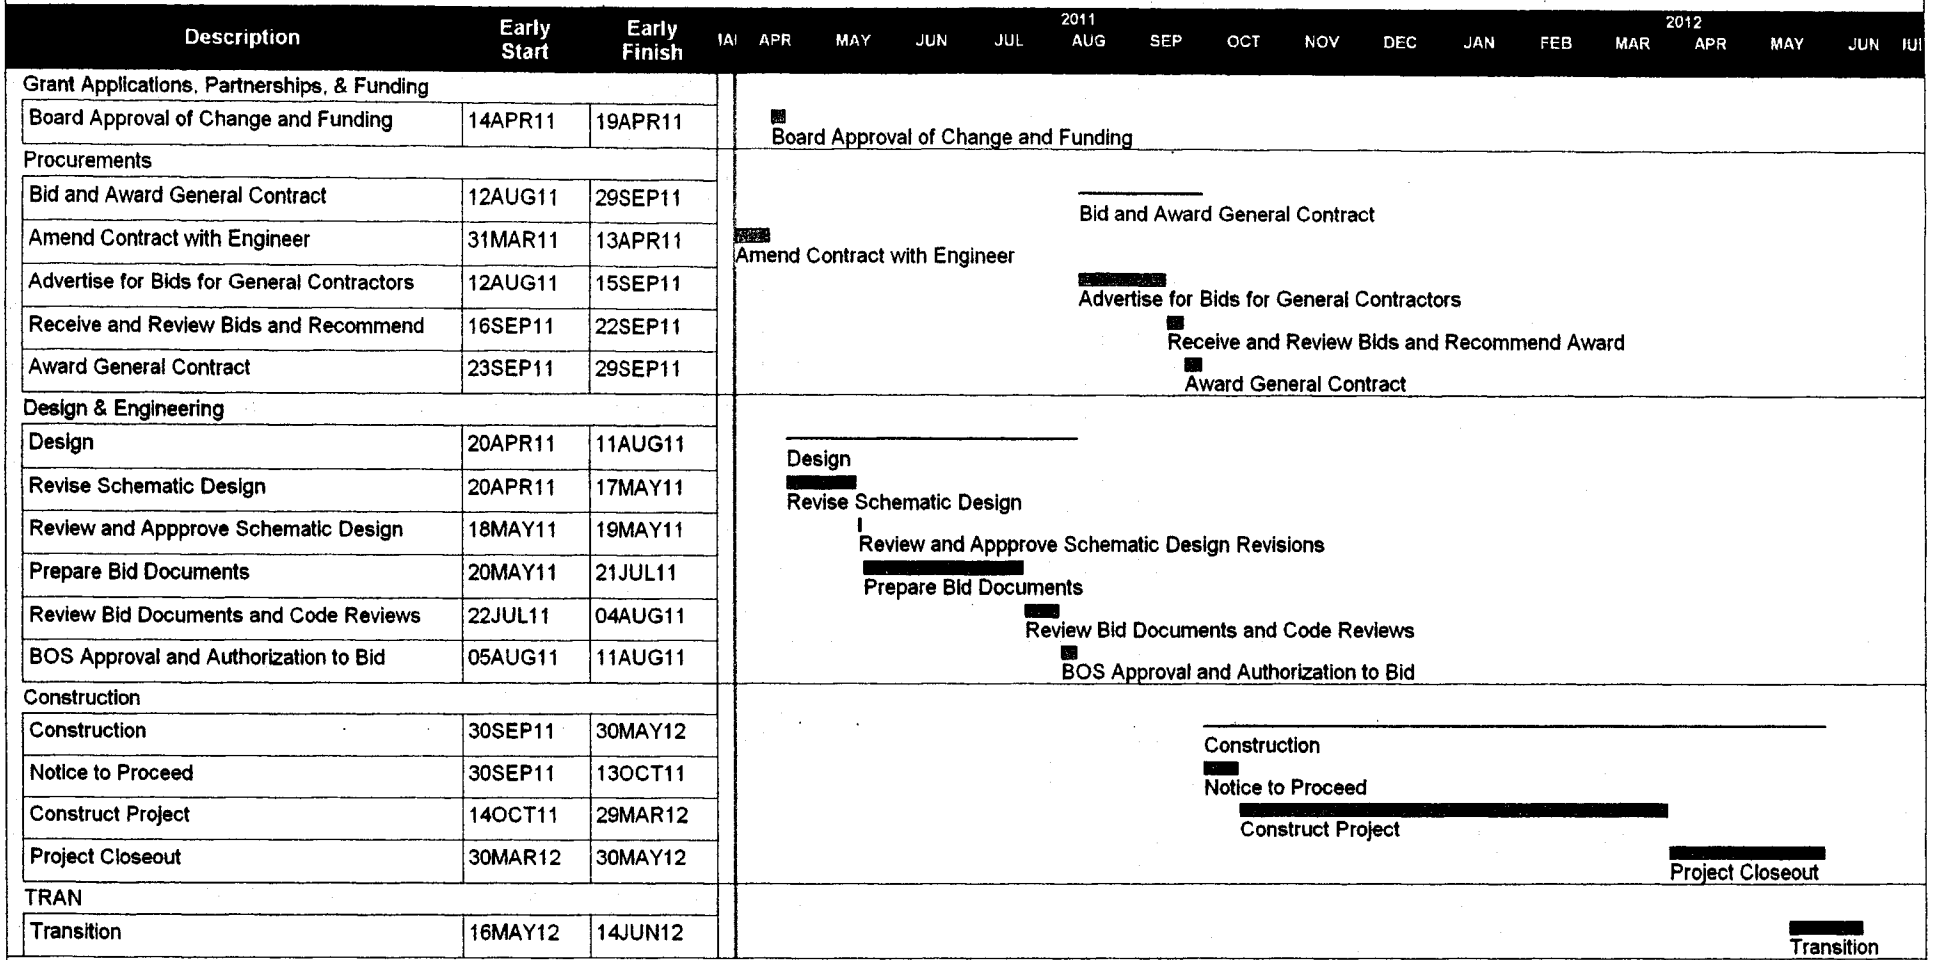 2011 2012
Description Early Start Early Finish APR MAY JUN JUL AUG SEP OCT NOV DEC JAN FEB MAR APR MAY JUN
Grant Applications, Partnerships, & Funding
Board Approval of Change and Funding 14APR11 19APR11
Board Approval of Change and Funding
Procurements
Bid and Award General Contract 12AUG11 29SEP11
Bid and Award General Contract
Amend Contract with Engineer 31MAR11 13APR11
Amend Contract with Engineer
Advertise for Bids for General Contractors 12AUG11 15SEP11
Advertise for Bids for General Contractors
Receive and Review Bids and Recommend 16SEP11 22SEP11
Receive and Review Bids and Recommend Award
Award General Contract 23SEP11 29SEP11
Award General Contract
Design & Engineering
Design 20APR11 11AUG11
Design
Revise Schematic Design 20APR11 17MAY11
Revise Schematic Design
Review and Appprove Schematic Design 18MAY11 19MAY11
Review and Appprove Schematic Design Revisions
Prepare Bid Documents 20MAY11 21JUL11
Prepare Bid Documents
Review Bid Documents and Code Reviews 22JUL11 04AUG11
Review Bid Documents and Code Reviews
BOS Approval and Authorization to Bid 05AUG11 11AUG11
BOS Approval and Authorization to Bid
Construction
Construction 30SEP11 30MAY12
Construction
Notice to Proceed 30SEP11 13OCT11
Notice to Proceed
Construct Project 14OCT11 29MAR12
Construct Project
Project Closeout 30MAR12 30MAY12
Project Closeout
TRAN
Transition 16MAY12 14JUN12
Transition